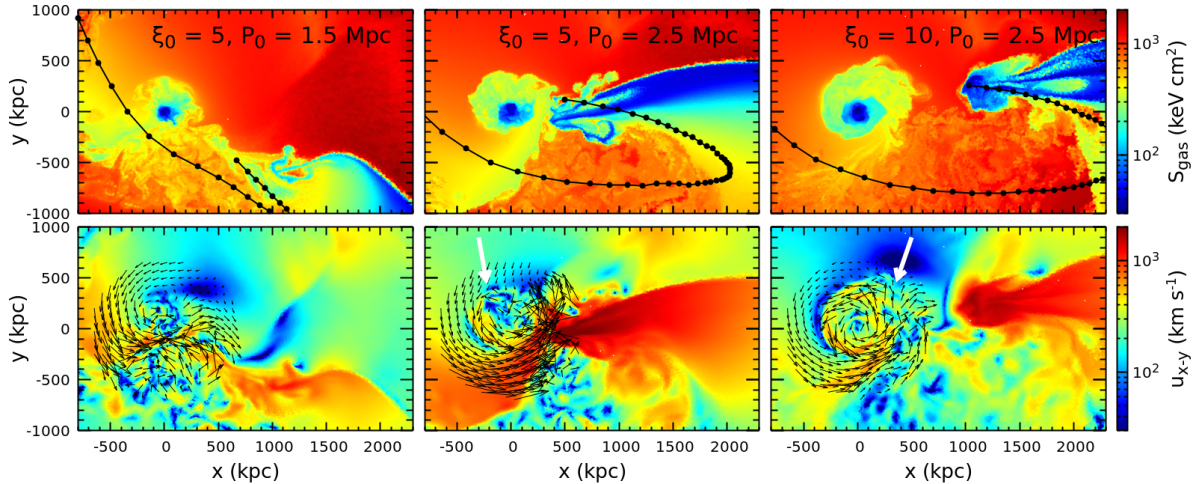 ξ0 = 5, P0 = 1.5 Mpc
ξ0 = 5, P0 = 2.5 Mpc
ξ0 = 10, P0 = 2.5 Mpc
1000
500
0
-500
-1000
y (kpc)
10³
10²
Sgas (keV cm²)
1000
500
0
-500
-1000
y (kpc)
-500 0 500 1000 1500 2000
-500 0 500 1000 1500 2000
-500 0 500 1000 1500 2000
x (kpc)
x (kpc)
x (kpc)
10³
10²
ux-y (km s⁻¹)